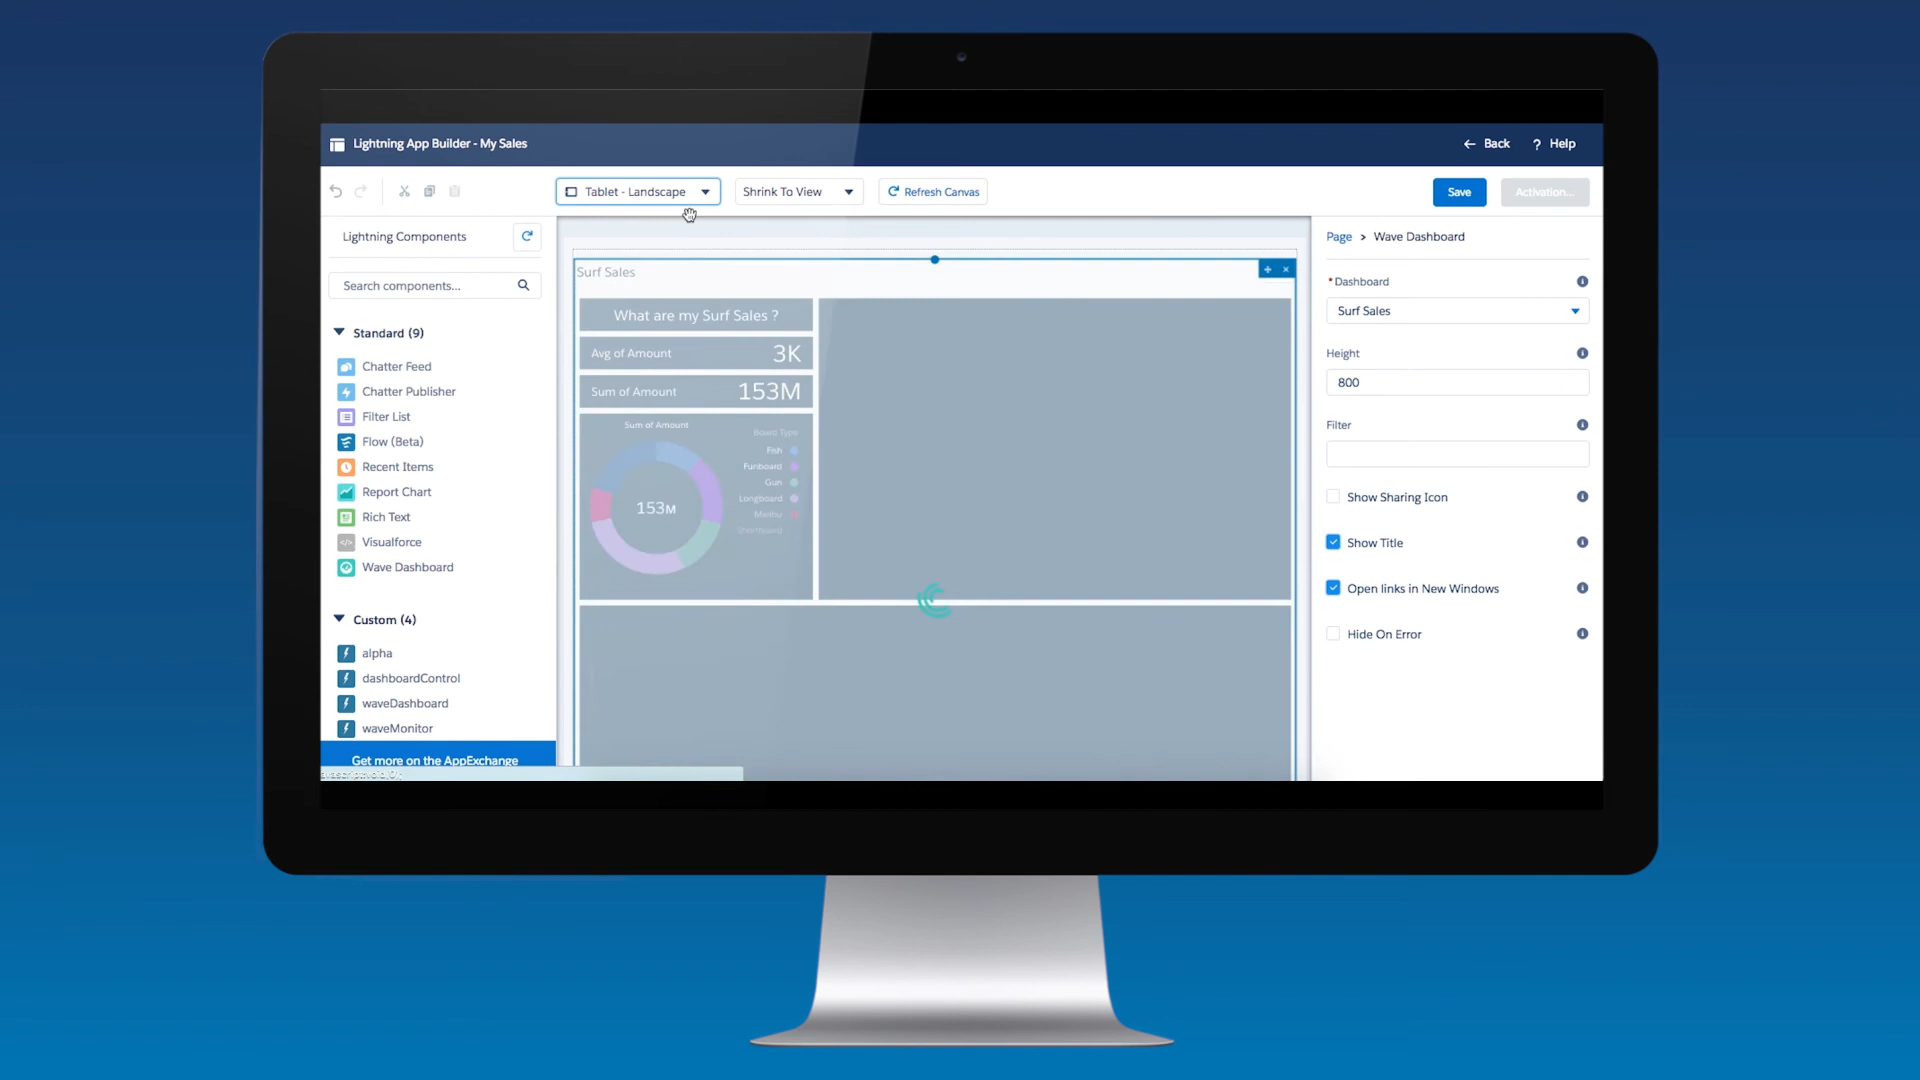 Lightning App Builder - My Sales
Back
? Help
Tablet - Landscape
Shrink To View
Refresh Canvas
Save
Activation...
Lightning Components
Search components...
Standard (9)
Chatter Feed
Chatter Publisher
Filter List
Flow (Beta)
Recent Items
Report Chart
Rich Text
Visualforce
Wave Dashboard
Custom (4)
alpha
dashboardControl
waveDashboard
waveMonitor
Get more on the AppExchange
Surf Sales
What are my Surf Sales ?
Avg of Amount 3K
Sum of Amount 153M
Sum of Amount
153M
Board Type
Fish
Funboard
Gun
Longboard
Malibu
Shortboard
Page > Wave Dashboard
*Dashboard
Surf Sales
Height
800
Filter
Show Sharing Icon
Show Title
Open links in New Windows
Hide On Error